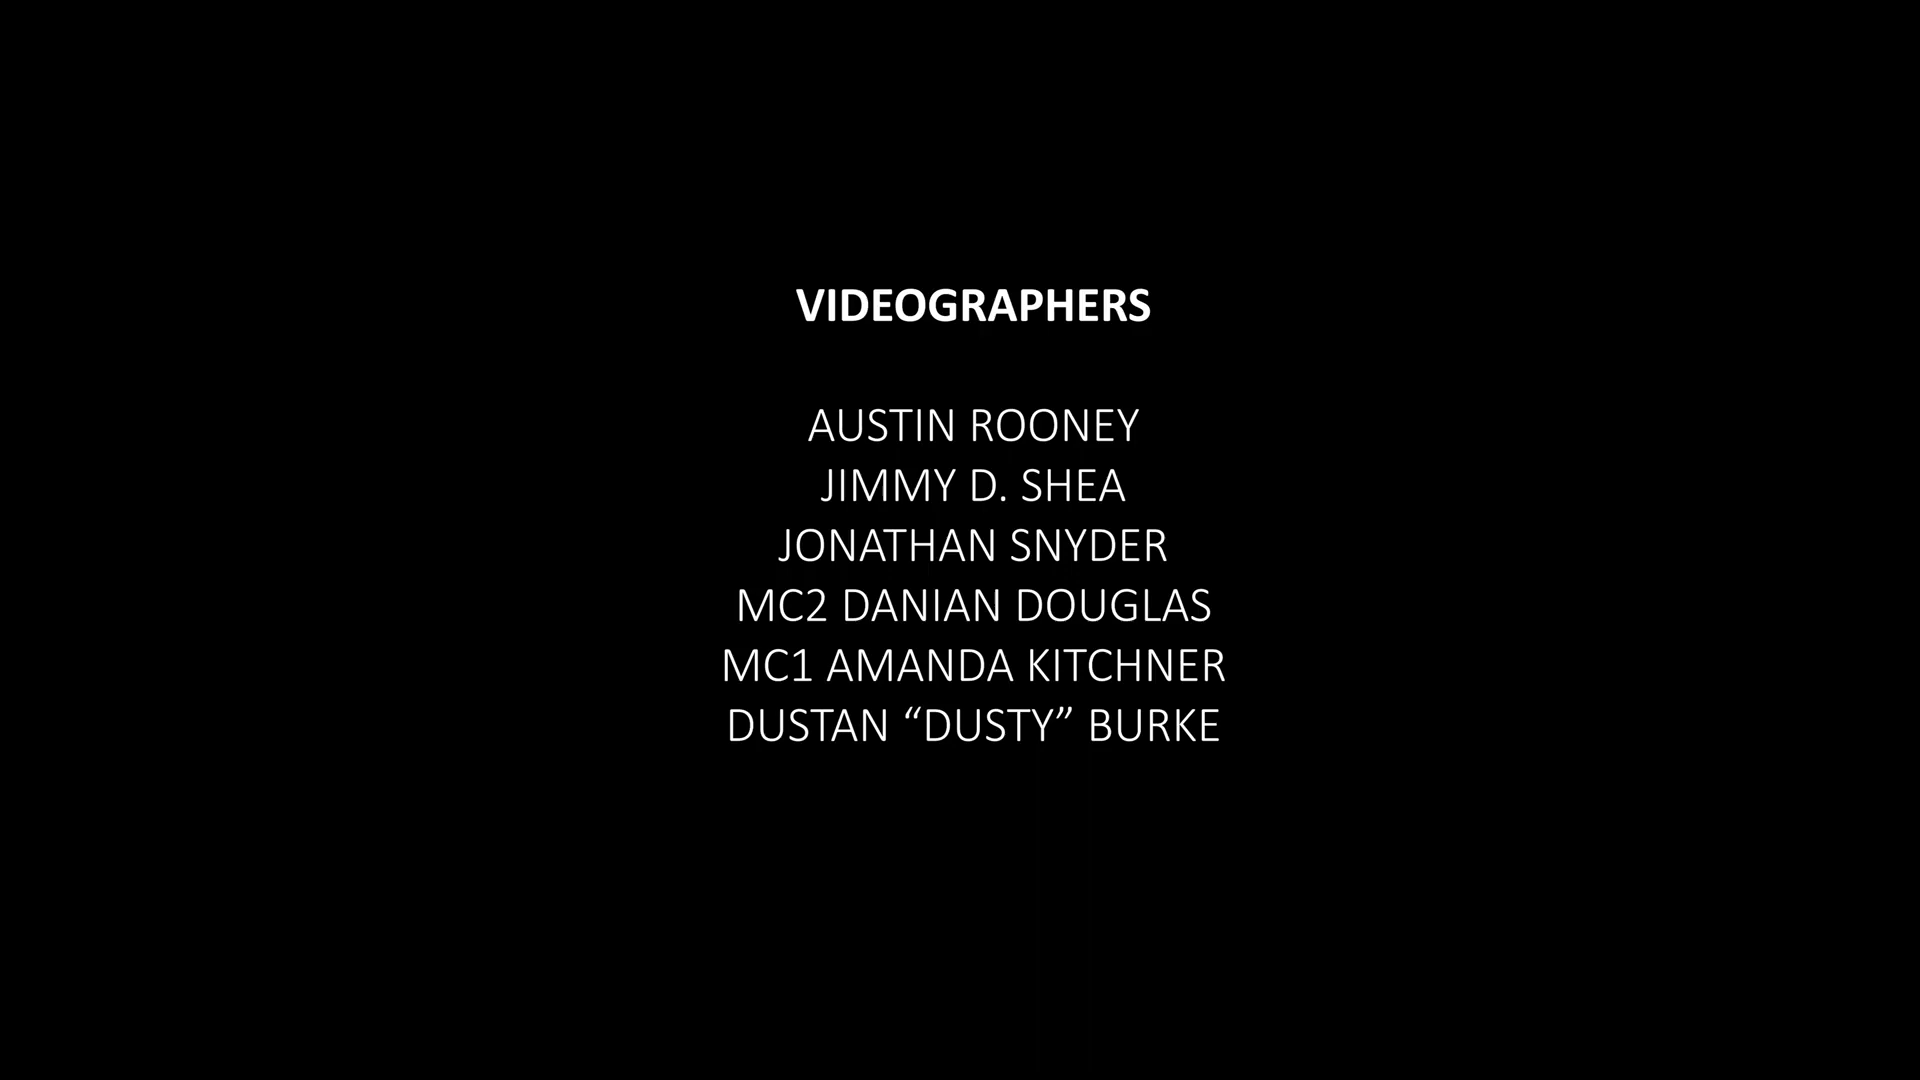 VIDEOGRAPHERS
AUSTIN ROONEY
JIMMY D. SHEA
JONATHAN SNYDER
MC2 DANIAN DOUGLAS
MC1 AMANDA KITCHNER
DUSTAN “DUSTY” BURKE